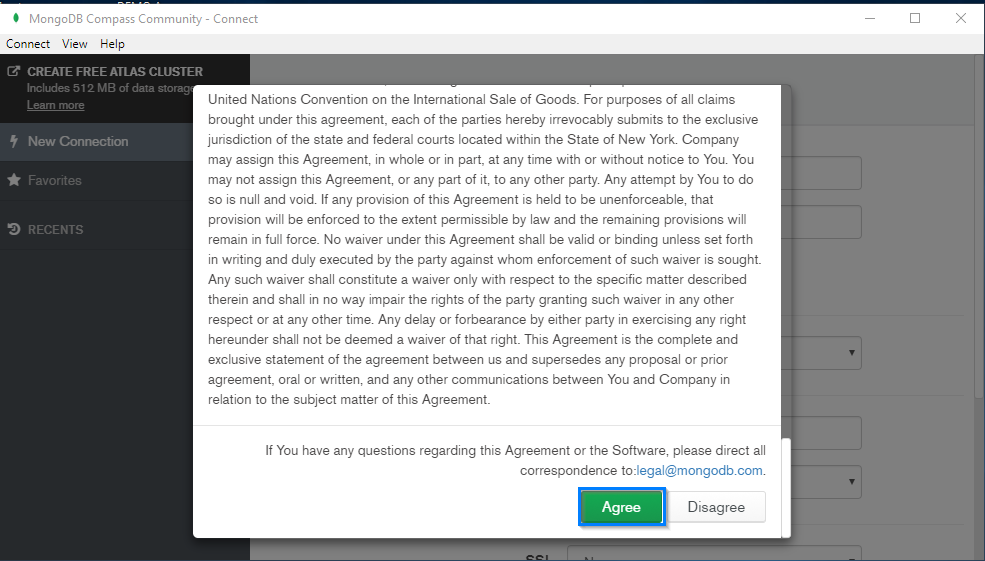 MongoDB Compass Community - Connect
Connect View Help
CREATE FREE ATLAS CLUSTER
Includes 512 MB of data storage
Learn more
New Connection
Favorites
RECENTS
United Nations Convention on the International Sale of Goods. For purposes of all claims
brought under this agreement, each of the parties hereby irrevocably submits to the exclusive
jurisdiction of the state and federal courts located within the State of New York. Company
may assign this Agreement, in whole or in part, at any time with or without notice to You. You
may not assign this Agreement, or any part of it, to any other party. Any attempt by You to do
so is null and void. If any provision of this Agreement is held to be unenforceable, that
provision will be enforced to the extent permissible by law and the remaining provisions will
remain in full force. No waiver under this Agreement shall be valid or binding unless set forth
in writing and duly executed by the party against whom enforcement of such waiver is sought.
Any such waiver shall constitute a waiver only with respect to the specific matter described
therein and shall in no way impair the rights of the party granting such waiver in any other
respect or at any other time. Any delay or forbearance by either party in exercising any right
hereunder shall not be deemed a waiver of that right. This Agreement is the complete and
exclusive statement of the agreement between us and supersedes any proposal or prior
agreement, oral or written, and any other communications between You and Company in
relation to the subject matter of this Agreement.
If You have any questions regarding this Agreement or the Software, please direct all
correspondence to:legal@mongodb.com.
Agree Disagree
SSL